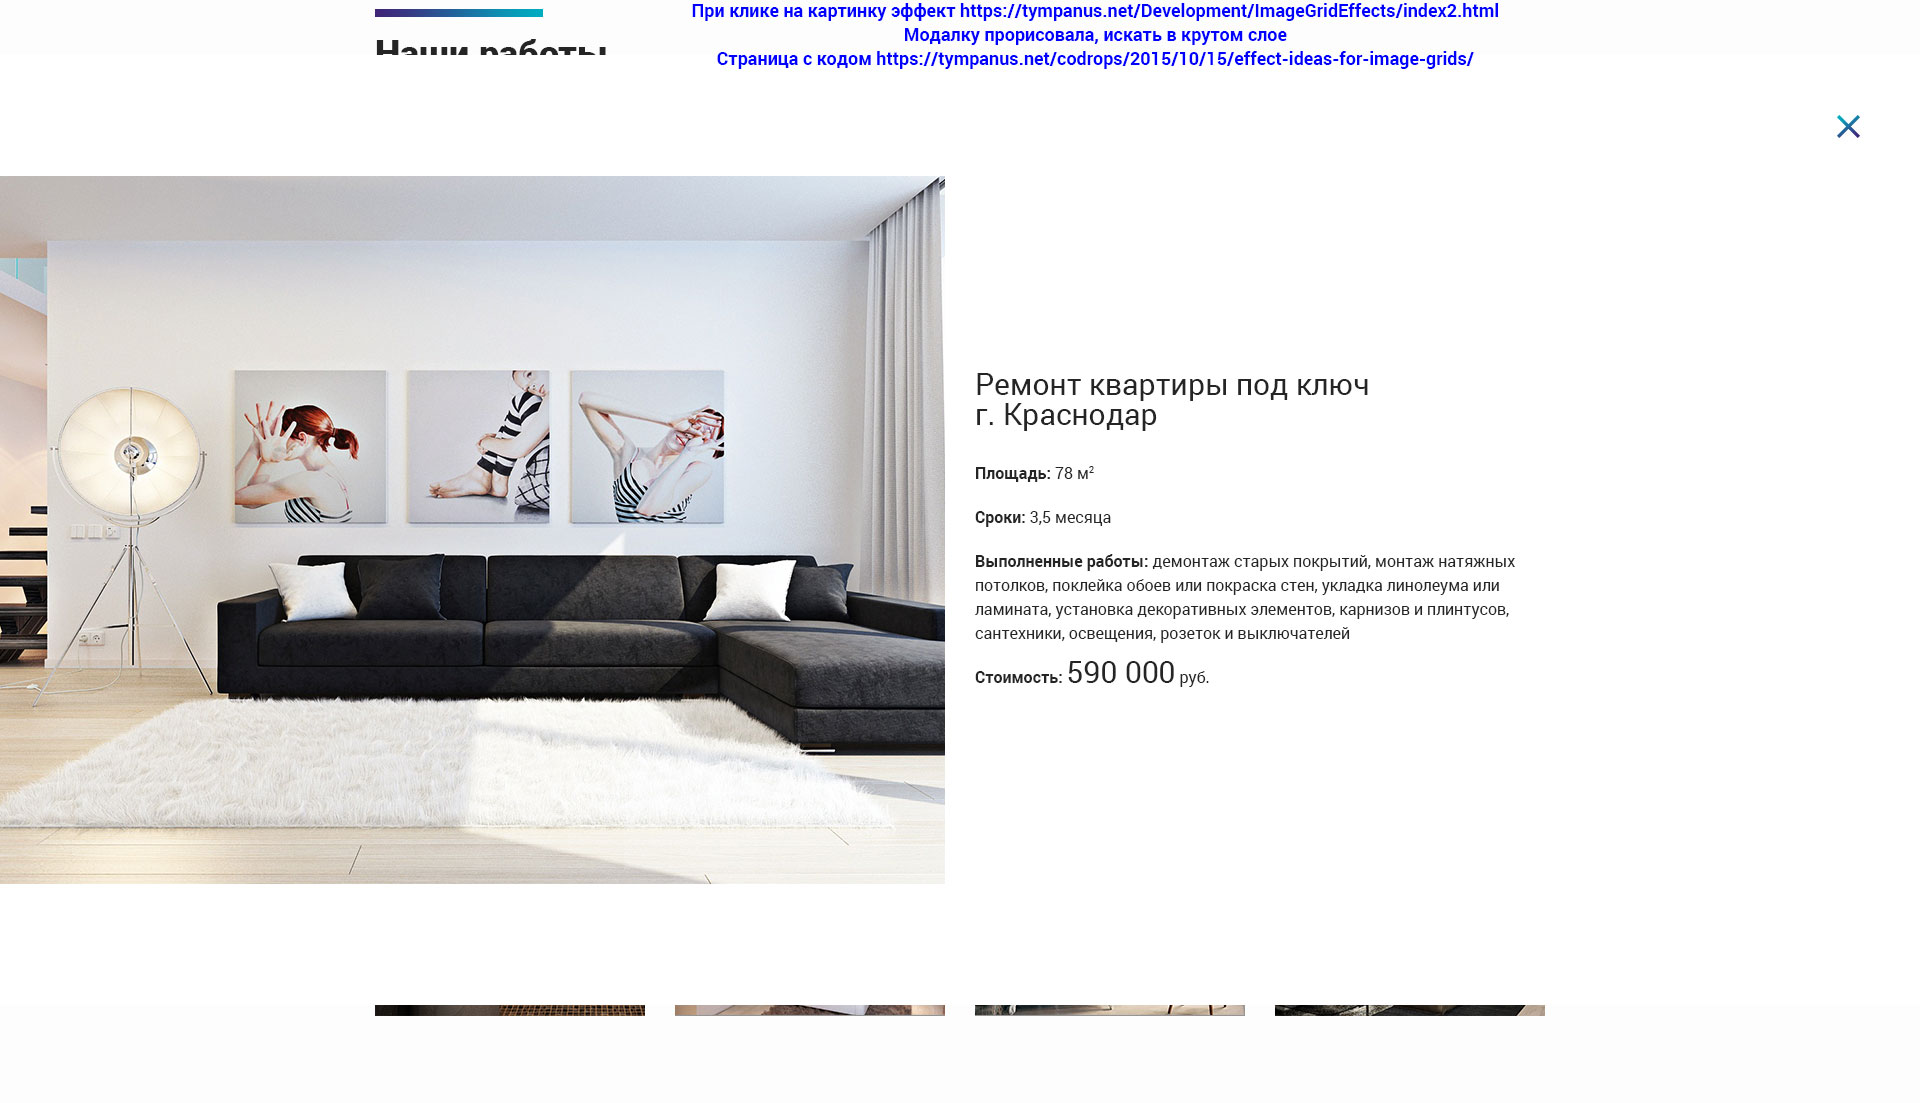 При клике на картинку эффект https://tympanus.net/Development/ImageGridEffects/index2.html
Модалку прорисовала, искать в крутом слое
Наши работы
Страница с кодом https://tympanus.net/codrops/2015/10/15/effect-ideas-for-image-grids/
Ремонт квартиры под ключ
г. Краснодар
Площадь: 78 м²
Сроки: 3,5 месяца
Выполненные работы: демонтаж старых покрытий, монтаж натяжных
потолков, поклейка обоев или покраска стен, укладка линолеума или
ламината, установка декоративных элементов, карнизов и плинтусов,
сантехники, освещения, розеток и выключателей
Стоимость: 590 000 руб.